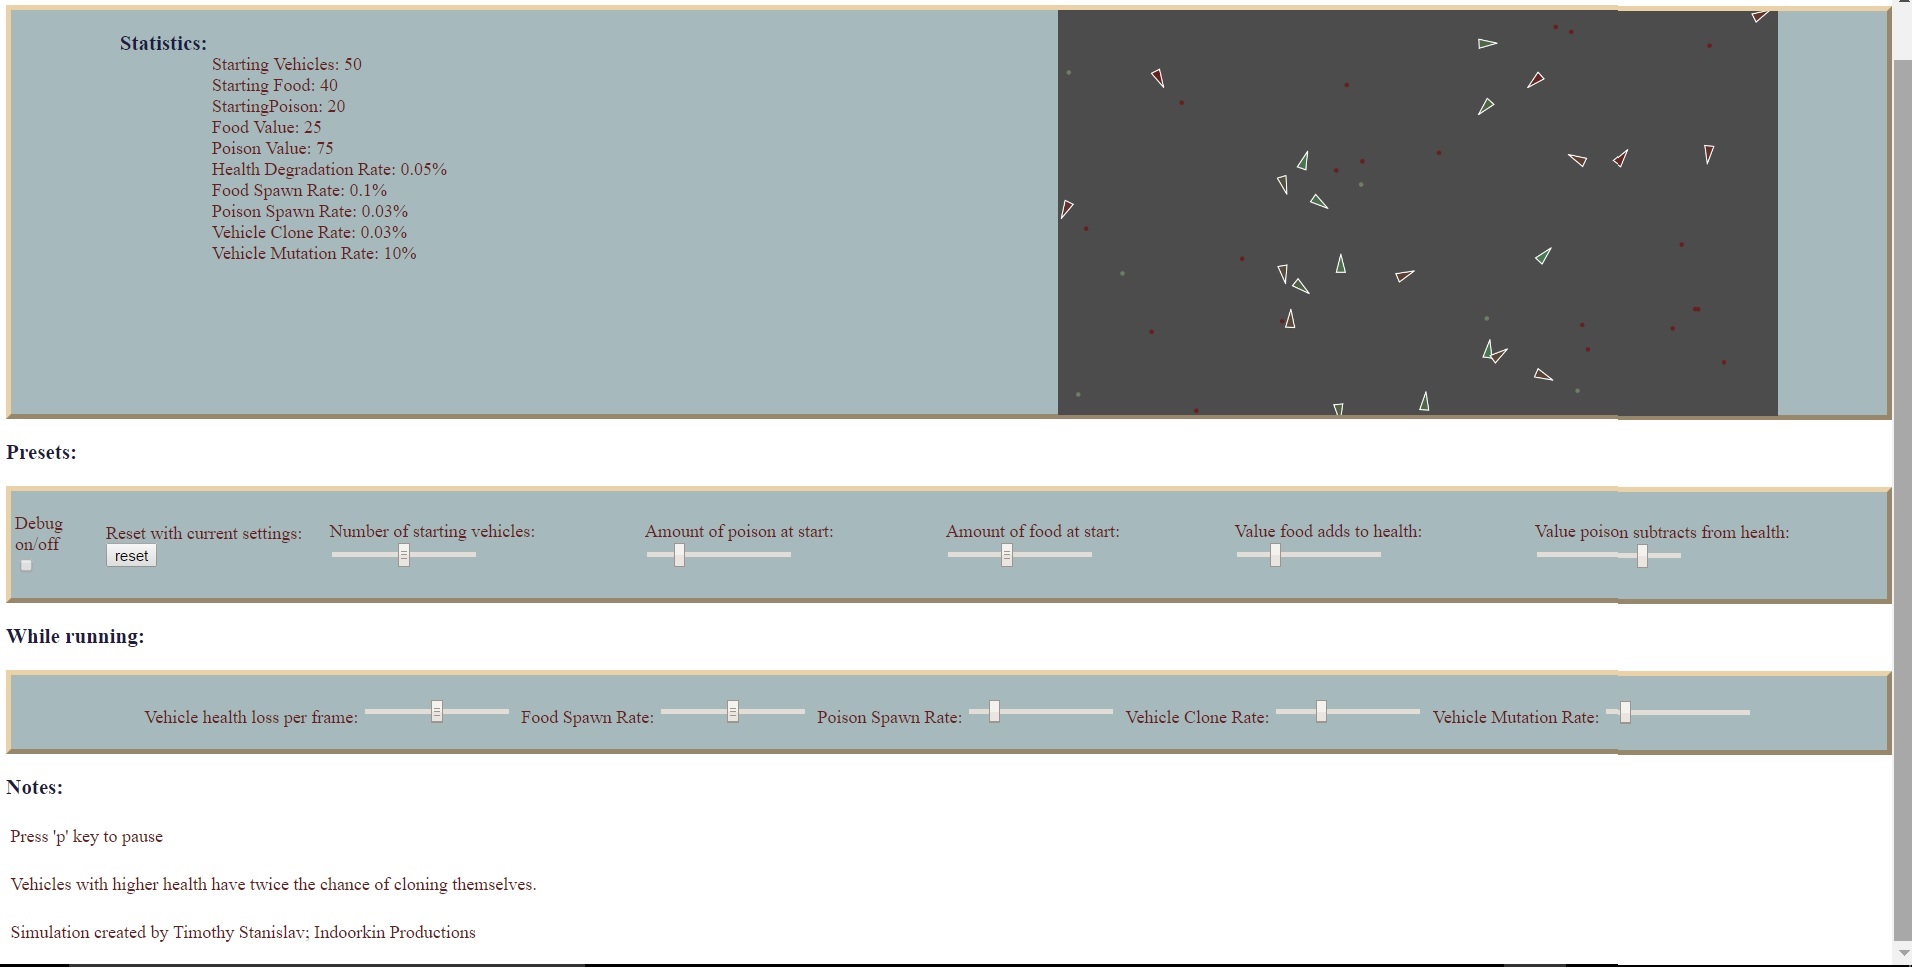 Statistics:
Starting Vehicles: 50
Starting Food: 40
StartingPoison: 20
Food Value: 25
Poison Value: 75
Health Degradation Rate: 0.05%
Food Spawn Rate: 0.1%
Poison Spawn Rate: 0.03%
Vehicle Clone Rate: 0.03%
Vehicle Mutation Rate: 10%
Presets:
Debug
on/off
Reset with current settings:
reset
Number of starting vehicles:
Amount of poison at start:
Amount of food at start:
Value food adds to health:
Value poison subtracts from health:
While running:
Vehicle health loss per frame:
Food Spawn Rate:
Poison Spawn Rate:
Vehicle Clone Rate:
Vehicle Mutation Rate:
Notes:
Press 'p' key to pause
Vehicles with higher health have twice the chance of cloning themselves.
Simulation created by Timothy Stanislav; Indoorkin Productions